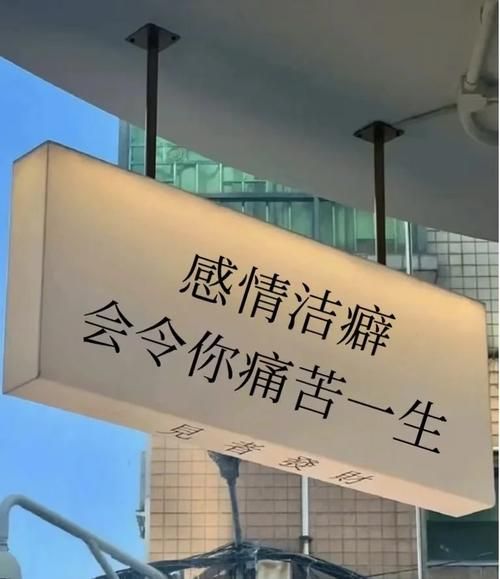 感情洁癖
会令你痛苦一生
見者發財